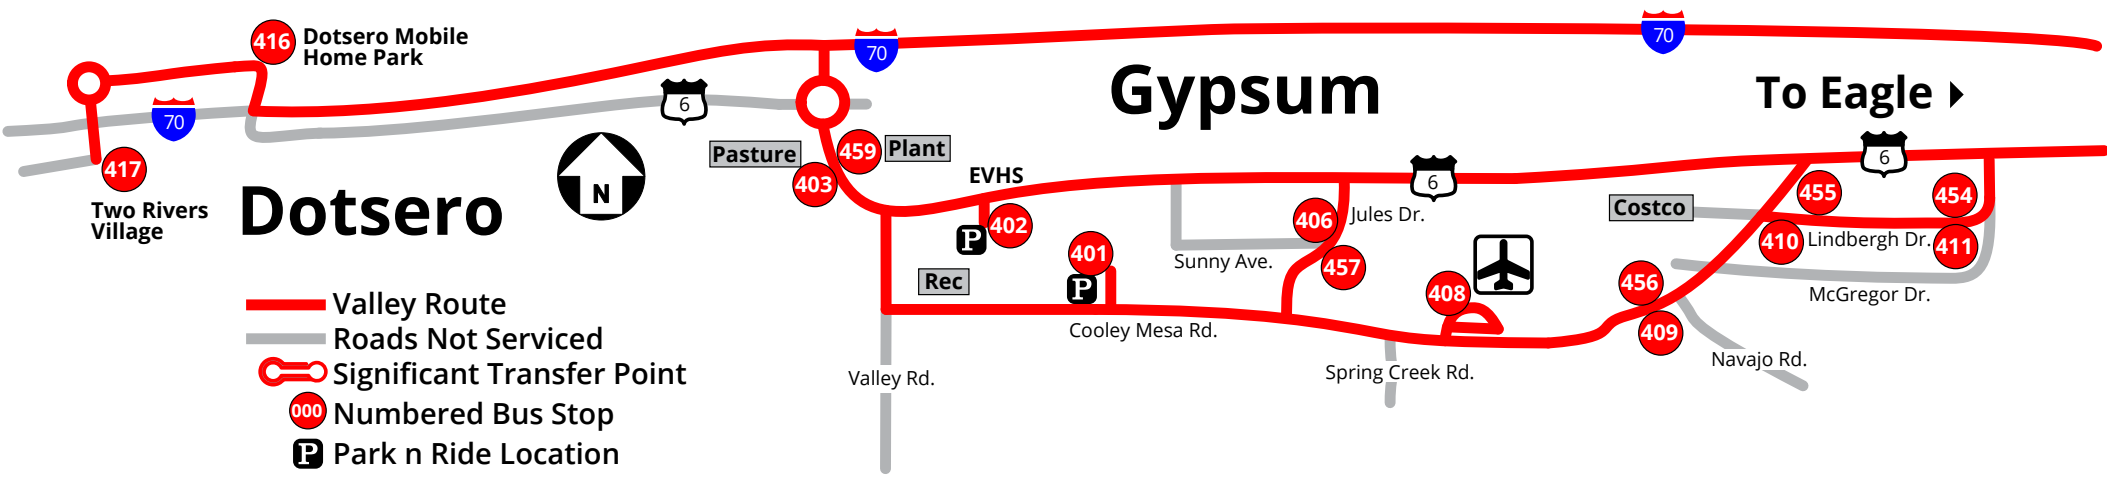 416
Dotsero Mobile
Home Park
70
70
70
6
Gypsum
To Eagle
417
Two Rivers
Village
Dotsero
N
Pasture
459
Plant
403
EVHS
P
402
6
6
Costco
455
454
406
Jules Dr.
Sunny Ave.
457
401
P
Rec
410
Lindbergh Dr.
411
McGregor Dr.
408
456
409
Cooley Mesa Rd.
Navajo Rd.
Valley Rd.
Spring Creek Rd.
Valley Route
Roads Not Serviced
Significant Transfer Point
000 Numbered Bus Stop
P Park n Ride Location